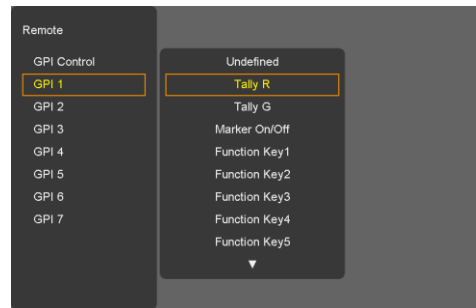 Remote
GPI Control
GPI 1
GPI 2
GPI 3
GPI 4
GPI 5
GPI 6
GPI 7
Undefined
Tally R
Tally G
Marker On/Off
Function Key1
Function Key2
Function Key3
Function Key4
Function Key5
▼